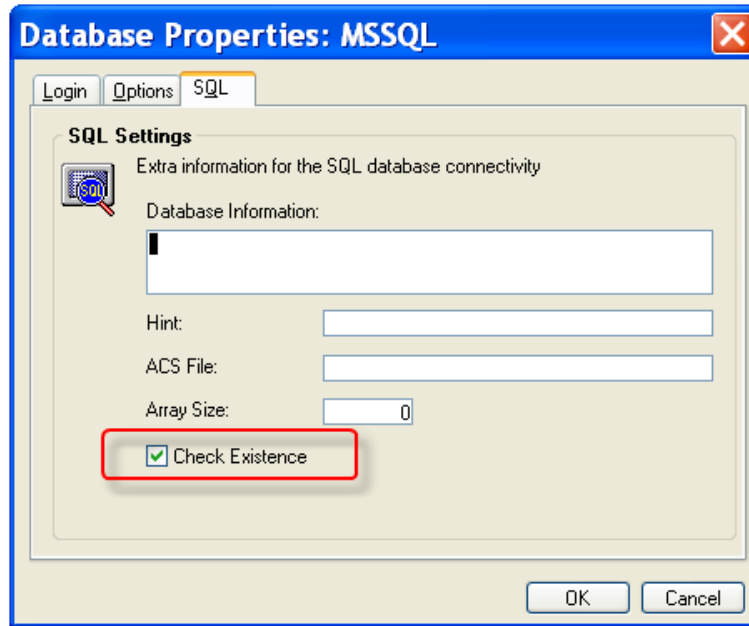 Database Properties: MSSQL
Login Options SQL
SQL Settings
Extra information for the SQL database connectivity
SQL
Database Information:
Hint:
ACS File:
Array Size: 0
Check Existence
OK Cancel